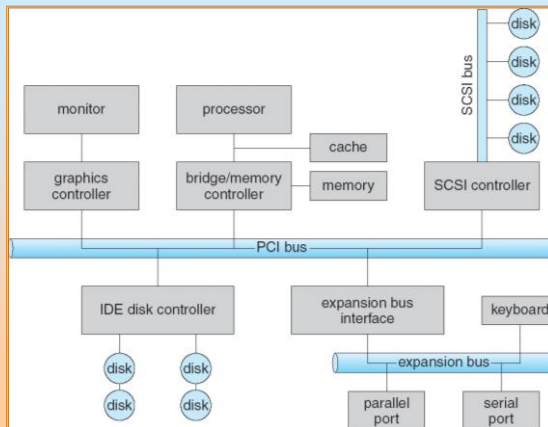 disk
disk
disk
disk
SCSI bus
monitor
processor
cache
graphics
controller
bridge/memory
controller
memory
SCSI controller
PCI bus
IDE disk controller
expansion bus
interface
keyboard
disk
disk
disk
disk
expansion bus
parallel
port
serial
port